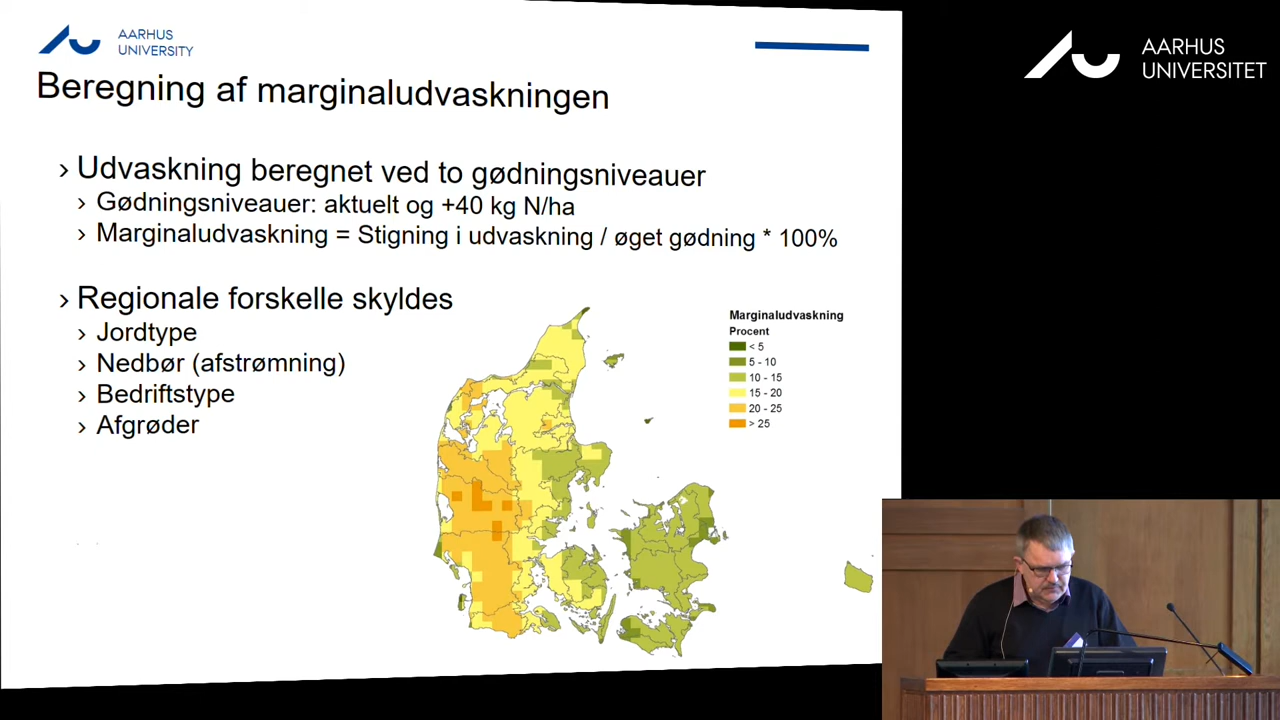 AARHUS
UNIVERSITY
Beregning af marginaludvaskningen
› Udvaskning beregnet ved to gødningsniveauer
› Gødningsniveauer: aktuelt og +40 kg N/ha
› Marginaludvaskning = Stigning i udvaskning / øget gødning * 100%
› Regionale forskelle skyldes
› Jordtype
› Nedbør (afstrømning)
› Bedriftstype
› Afgrøder
Marginaludvaskning
Procent
< 5
5 - 10
10 - 15
15 - 20
20 - 25
> 25
AARHUS
UNIVERSITET